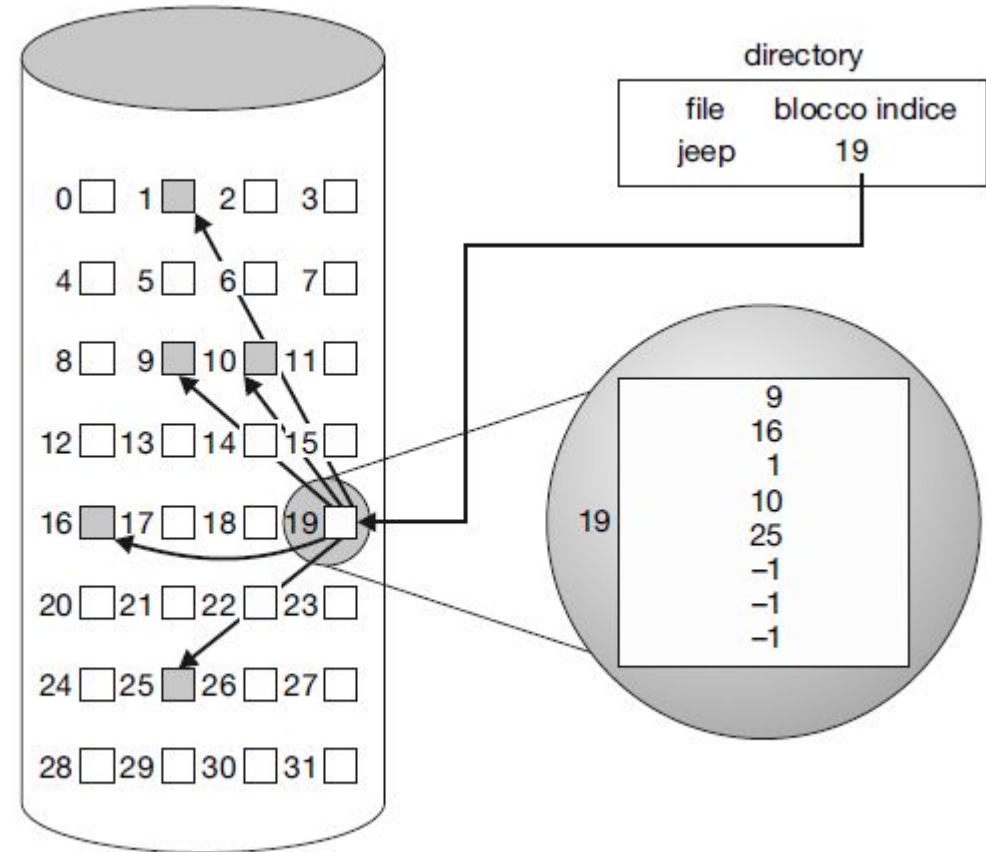 directory
file blocco indice
jeep 19
0 1 2 3
4 5 6 7
8 9 10 11
12 13 14 15
16 17 18 19
20 21 22 23
24 25 26 27
28 29 30 31
19
9
16
1
10
25
–1
–1
–1